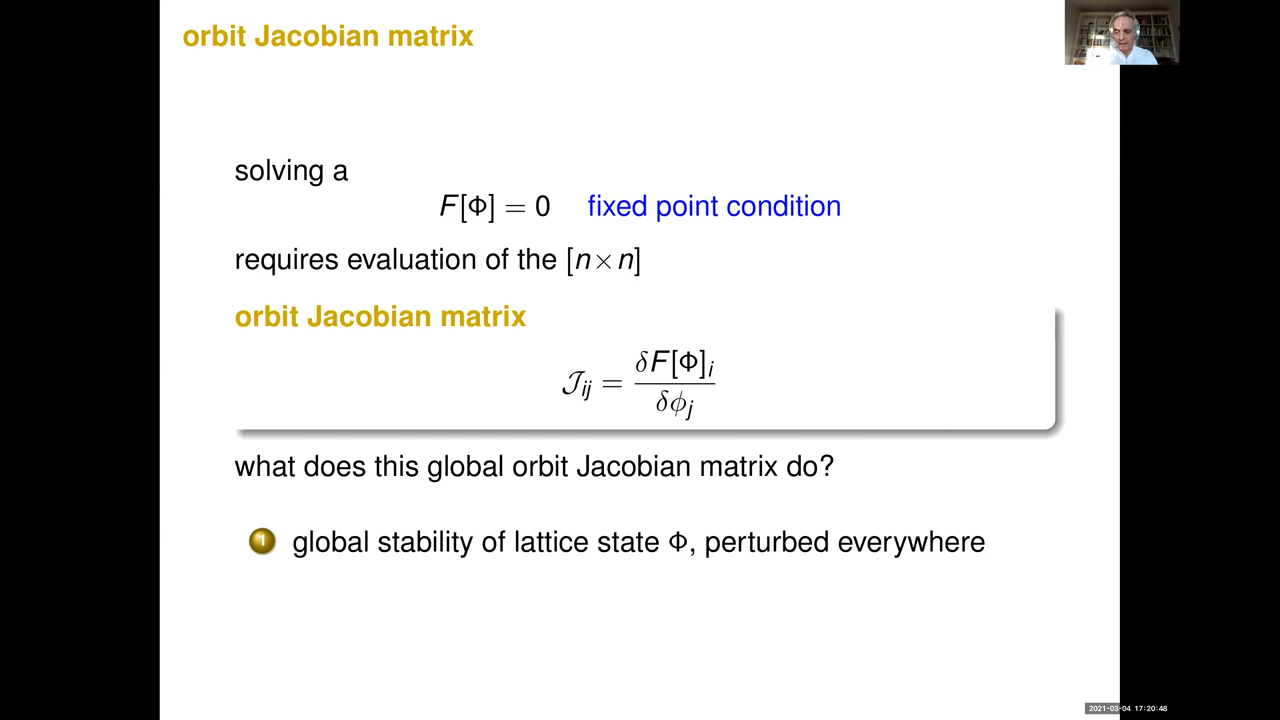 orbit Jacobian matrix
solving a
F[Φ] = 0 fixed point condition
requires evaluation of the [n × n]
orbit Jacobian matrix
𝒥ij = δF[Φ]i / δϕj
what does this global orbit Jacobian matrix do?
1 global stability of lattice state Φ, perturbed everywhere
2021-03-04 17:20:48